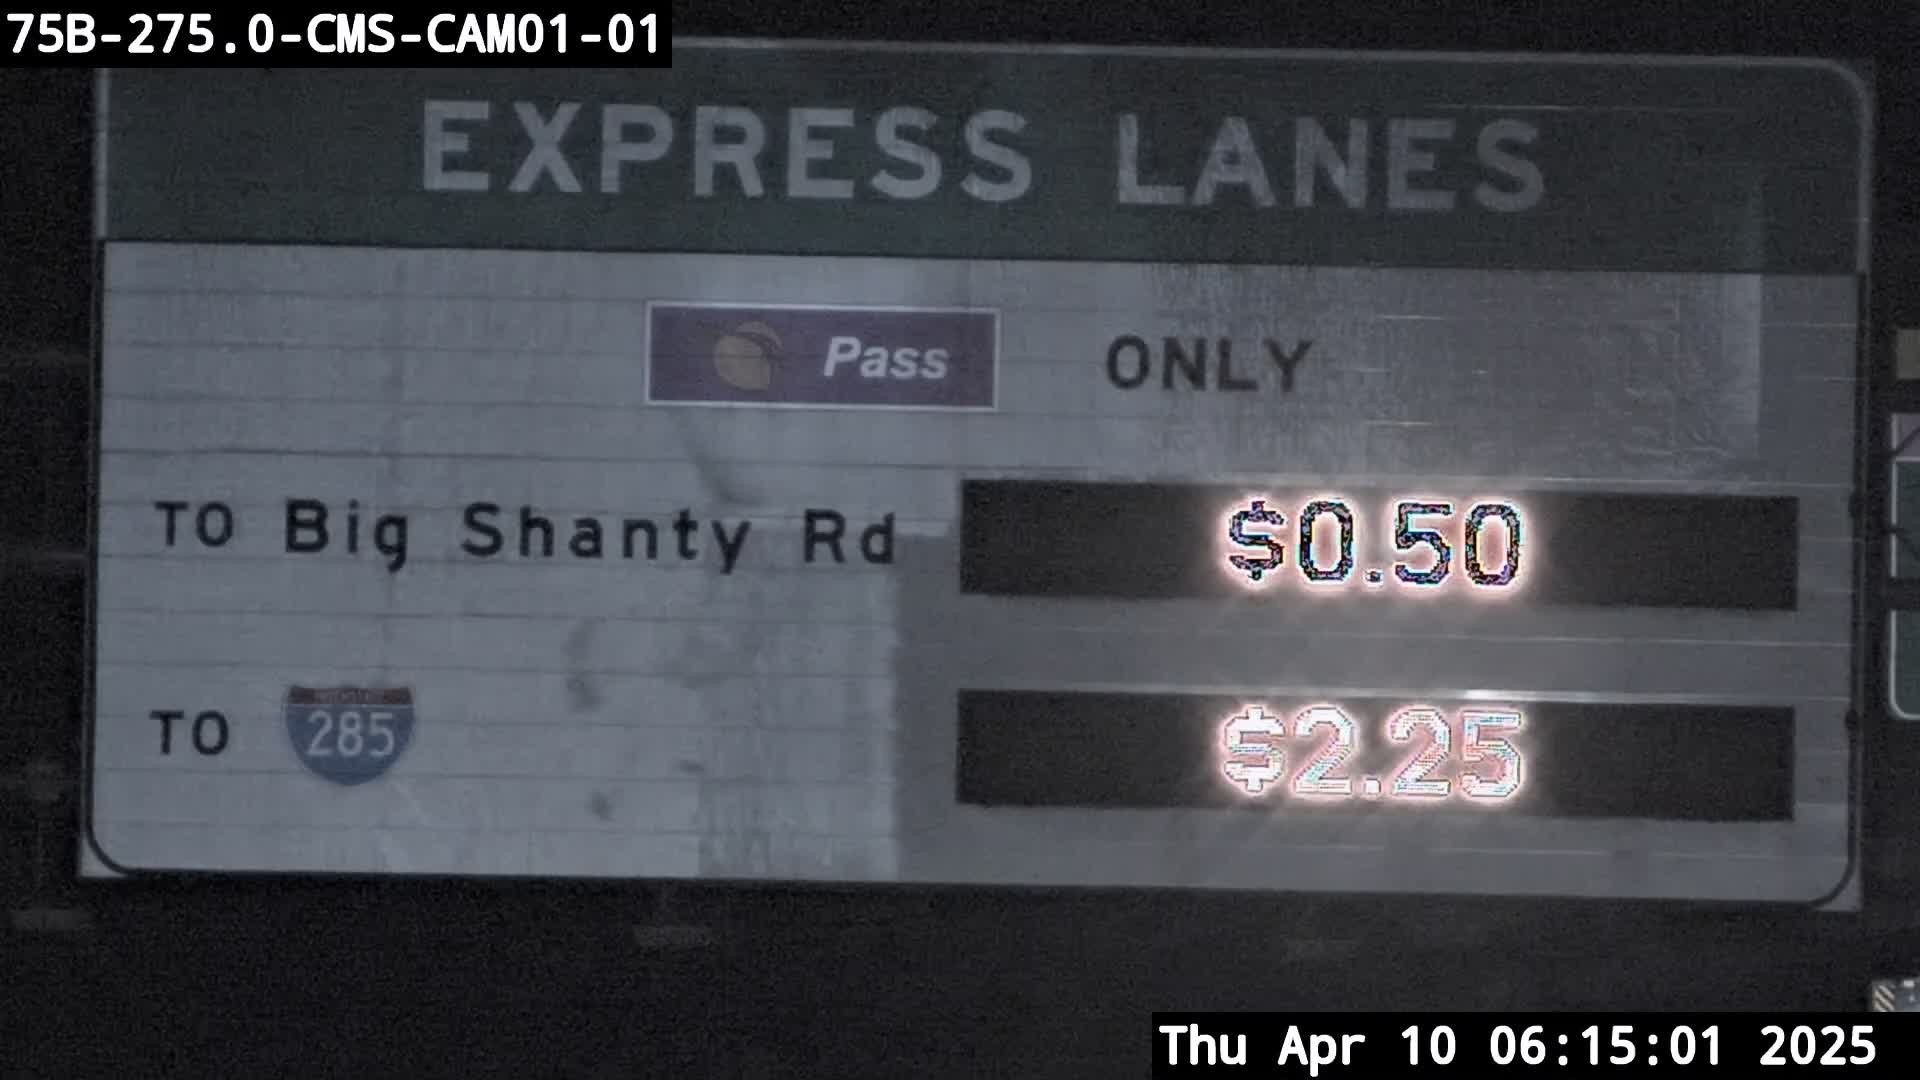 75B-275.0-CMS-CAM01-01
EXPRESS LANES
Pass ONLY
TO Big Shanty Rd $0.50
TO 285 $2.25
Thu Apr 10 06:15:01 2025